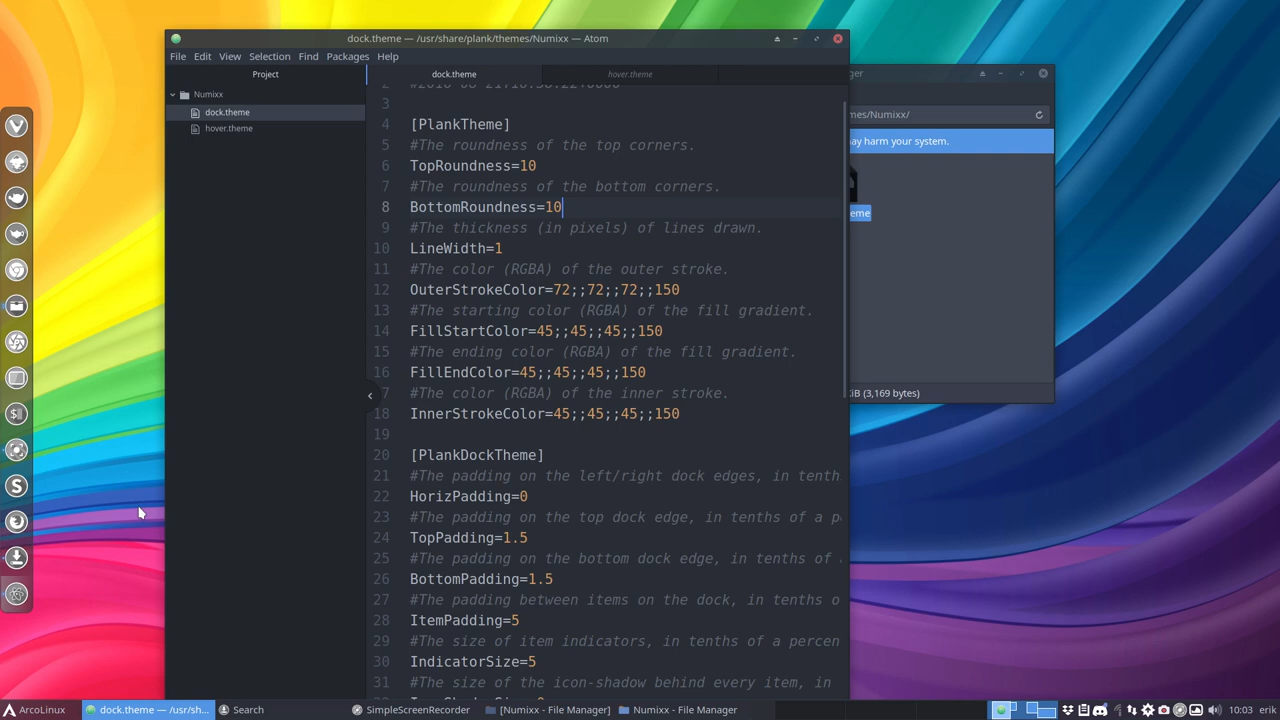 dock.theme — /usr/share/plank/themes/Numixx — Atom
File Edit View Selection Find Packages Help
Project
dock.theme
hover.theme
Numixx
dock.theme
hover.theme
3
4 [PlankTheme]
5 #The roundness of the top corners.
6 TopRoundness=10
7 #The roundness of the bottom corners.
8 BottomRoundness=10
9 #The thickness (in pixels) of lines drawn.
10 LineWidth=1
11 #The color (RGBA) of the outer stroke.
12 OuterStrokeColor=72;;72;;72;;150
13 #The starting color (RGBA) of the fill gradient.
14 FillStartColor=45;;45;;45;;150
15 #The ending color (RGBA) of the fill gradient.
16 FillEndColor=45;;45;;45;;150
7 #The color (RGBA) of the inner stroke.
18 InnerStrokeColor=45;;45;;45;;150
19
20 [PlankDockTheme]
21 #The padding on the left/right dock edges, in tenth
22 HorizPadding=0
23 #The padding on the top dock edge, in tenths of a p
24 TopPadding=1.5
25 #The padding on the bottom dock edge, in tenths of
26 BottomPadding=1.5
27 #The padding between items on the dock, in tenths o
28 ItemPadding=5
29 #The size of item indicators, in tenths of a percen
30 IndicatorSize=5
31 #The size of the icon-shadow behind every item, in
ger
mes/Numixx/
ay harm your system.
eme
iB (3,169 bytes)
ArcoLinux
dock.theme — /usr/sh...
Search
SimpleScreenRecorder
[Numixx - File Manager]
Numixx - File Manager
10:03 erik